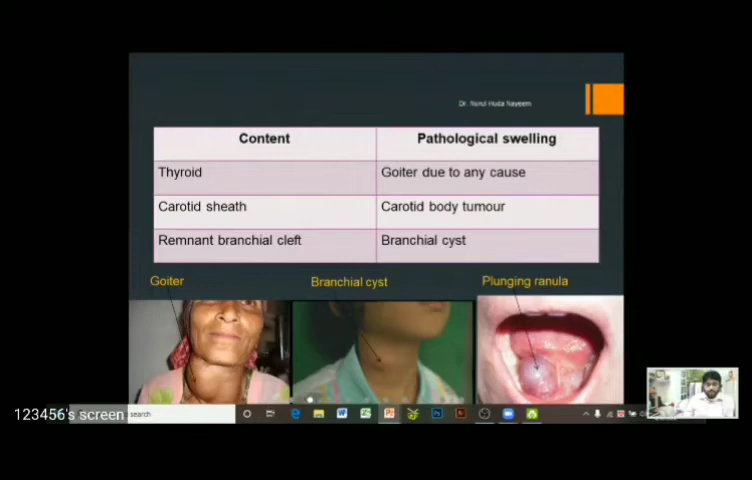 Dr. Nurul Huda Nayeem
Content Pathological swelling
Thyroid Goiter due to any cause
Carotid sheath Carotid body tumour
Remnant branchial cleft Branchial cyst
Goiter Branchial cyst Plunging ranula
123456's screen search